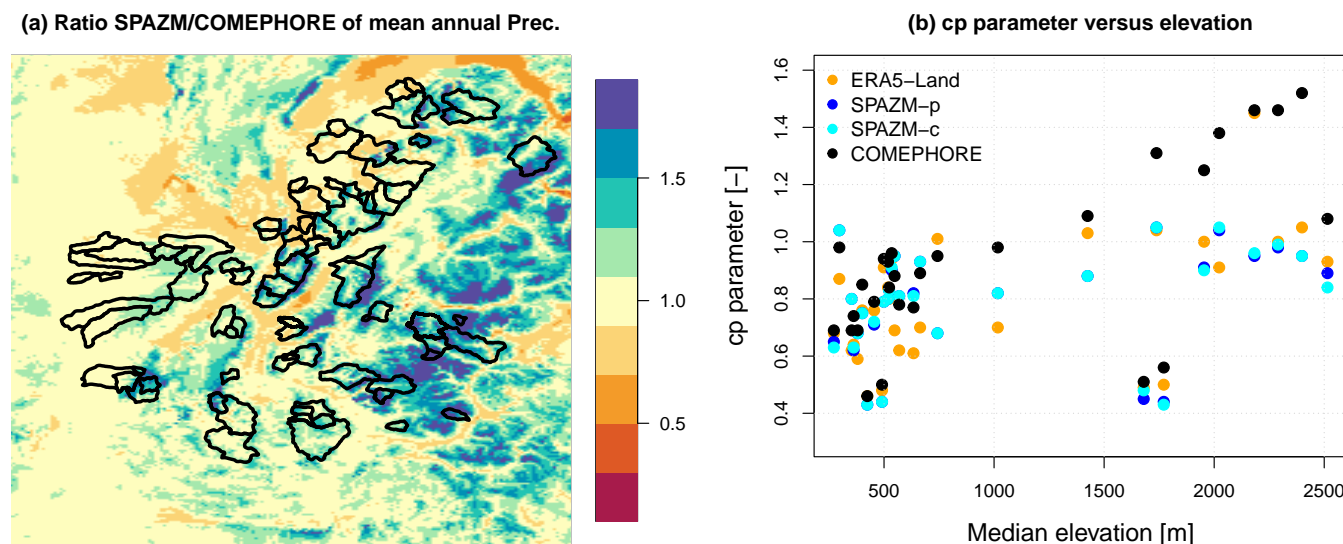 (a) Ratio SPAZM/COMEPHORE of mean annual Prec.
1.5
1.0
0.5
(b) cp parameter versus elevation
ERA5−Land
SPAZM−p
SPAZM−c
COMEPHORE
1.6
1.4
1.2
1.0
0.8
0.6
0.4
cp parameter [−]
500 1000 1500 2000 2500
Median elevation [m]